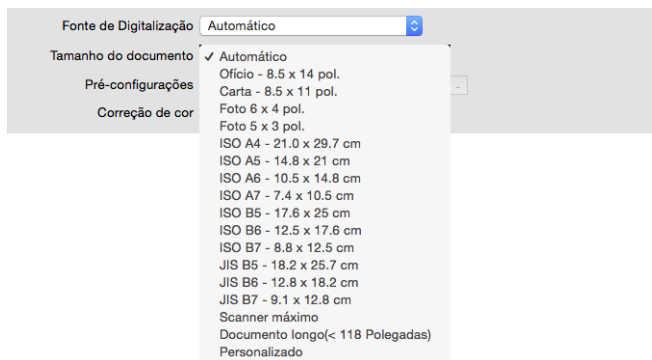 Fonte de Digitalização Automático
Tamanho do documento ✓ Automático
Ofício - 8.5 x 14 pol.
Pré-configurações Carta - 8.5 x 11 pol.
Foto 6 x 4 pol.
Correção de cor Foto 5 x 3 pol.
ISO A4 - 21.0 x 29.7 cm
ISO A5 - 14.8 x 21 cm
ISO A6 - 10.5 x 14.8 cm
ISO A7 - 7.4 x 10.5 cm
ISO B5 - 17.6 x 25 cm
ISO B6 - 12.5 x 17.6 cm
ISO B7 - 8.8 x 12.5 cm
JIS B5 - 18.2 x 25.7 cm
JIS B6 - 12.8 x 18.2 cm
JIS B7 - 9.1 x 12.8 cm
Scanner máximo
Documento longo(< 118 Polegadas)
Personalizado